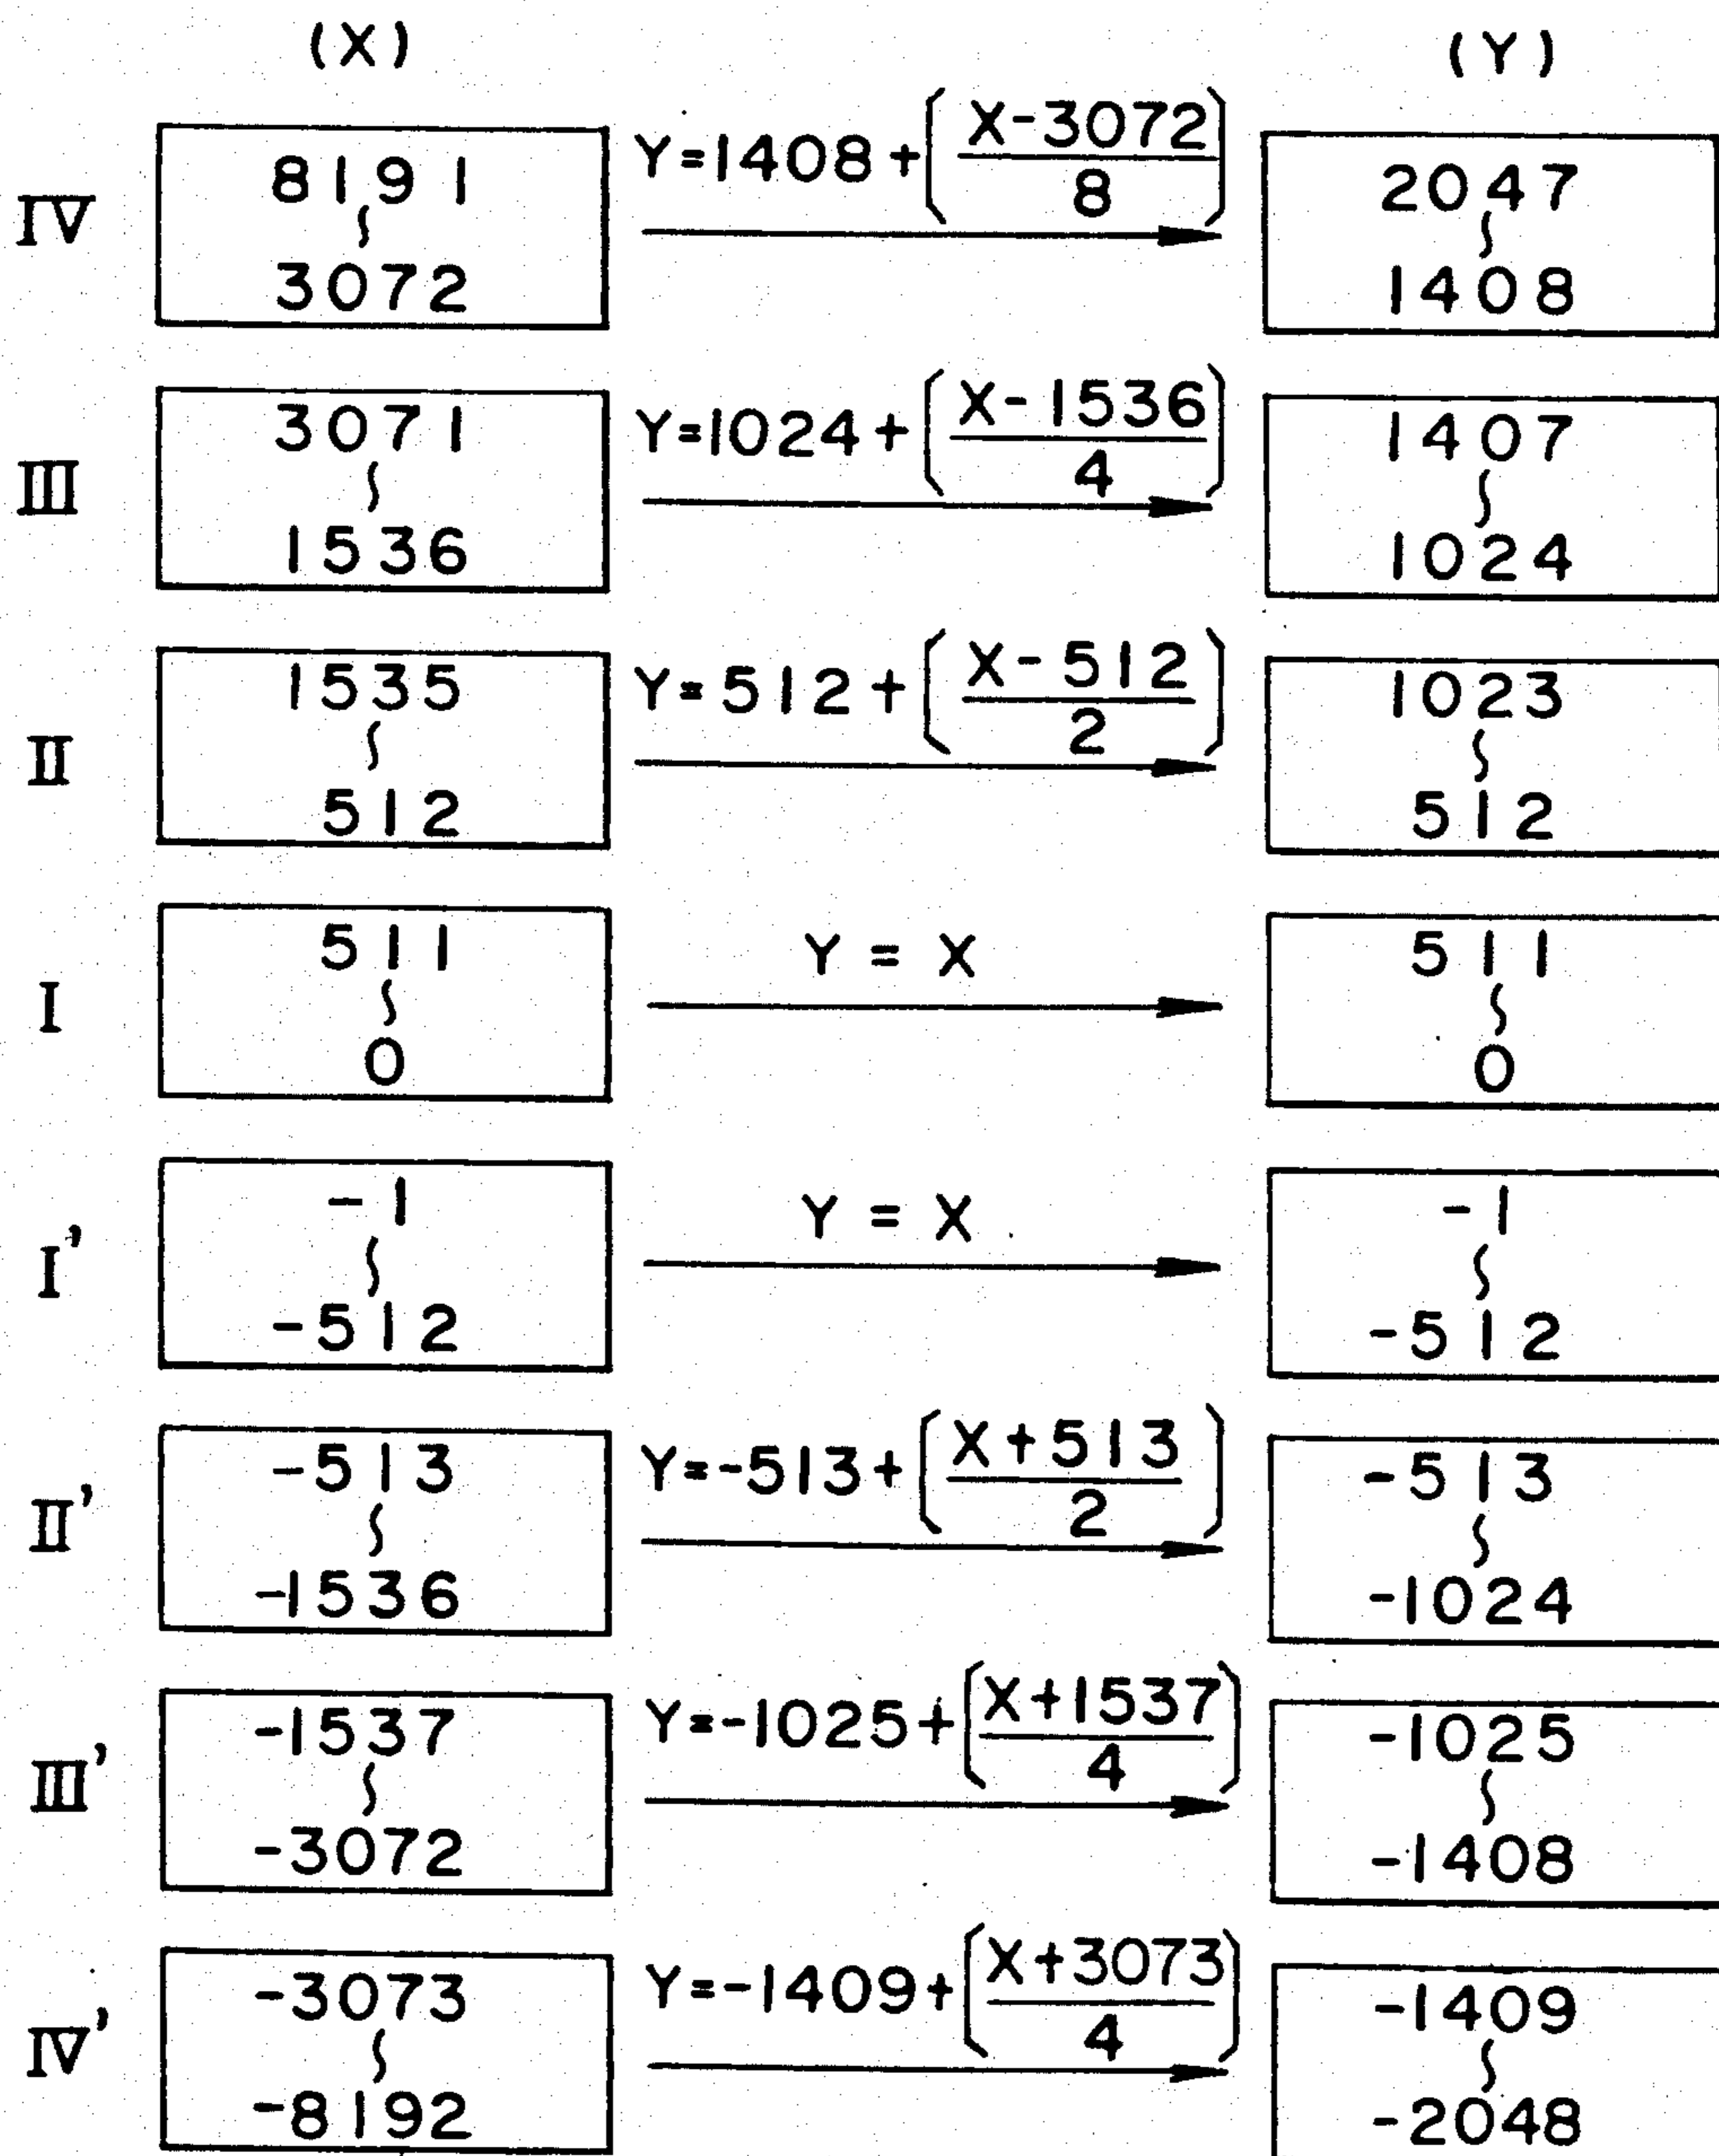 (X) (Y)
IV 8191 ~ 3072 Y=1408+(X-3072/8) 2047 ~ 1408
III 3071 ~ 1536 Y=1024+(X-1536/4) 1407 ~ 1024
II 1535 ~ 512 Y=512+(X-512/2) 1023 ~ 512
I 511 ~ 0 Y=X 511 ~ 0
I' -1 ~ -512 Y=X -1 ~ -512
II' -513 ~ -1536 Y=-513+(X+513/2) -513 ~ -1024
III' -1537 ~ -3072 Y=-1025+(X+1537/4) -1025 ~ -1408
IV' -3073 ~ -8192 Y=-1409+(X+3073/4) -1409 ~ -2048